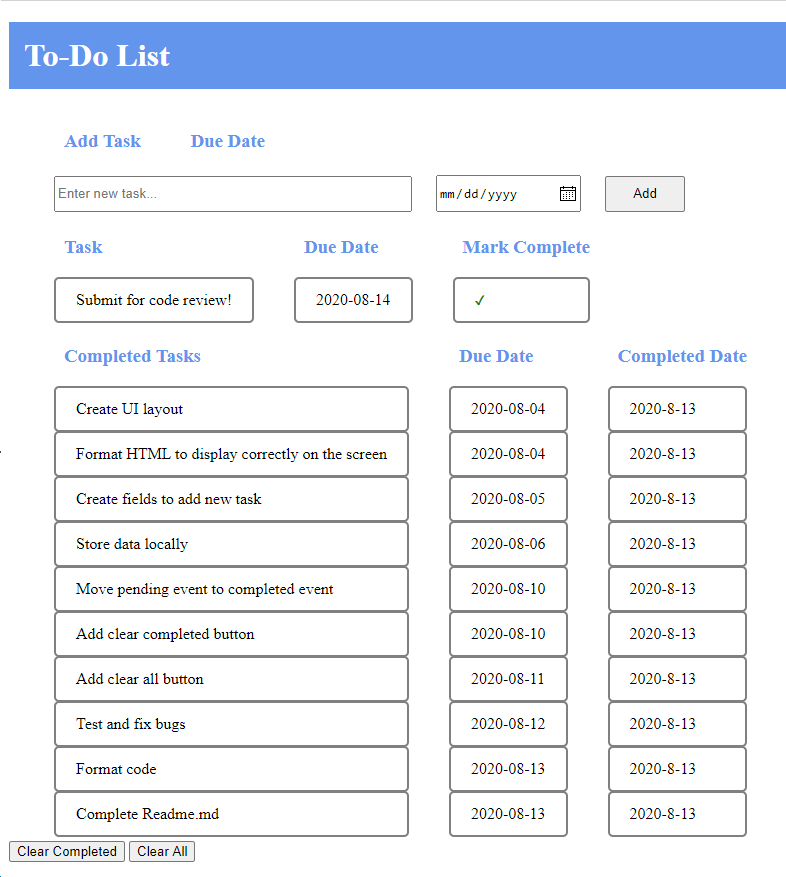 To-Do List
Add Task Due Date
Enter new task... mm/dd/yyyy Add
Task Due Date Mark Complete
Submit for code review! 2020-08-14 ✓
Completed Tasks Due Date Completed Date
Create UI layout 2020-08-04 2020-8-13
Format HTML to display correctly on the screen 2020-08-04 2020-8-13
Create fields to add new task 2020-08-05 2020-8-13
Store data locally 2020-08-06 2020-8-13
Move pending event to completed event 2020-08-10 2020-8-13
Add clear completed button 2020-08-10 2020-8-13
Add clear all button 2020-08-11 2020-8-13
Test and fix bugs 2020-08-12 2020-8-13
Format code 2020-08-13 2020-8-13
Complete Readme.md 2020-08-13 2020-8-13
Clear Completed Clear All